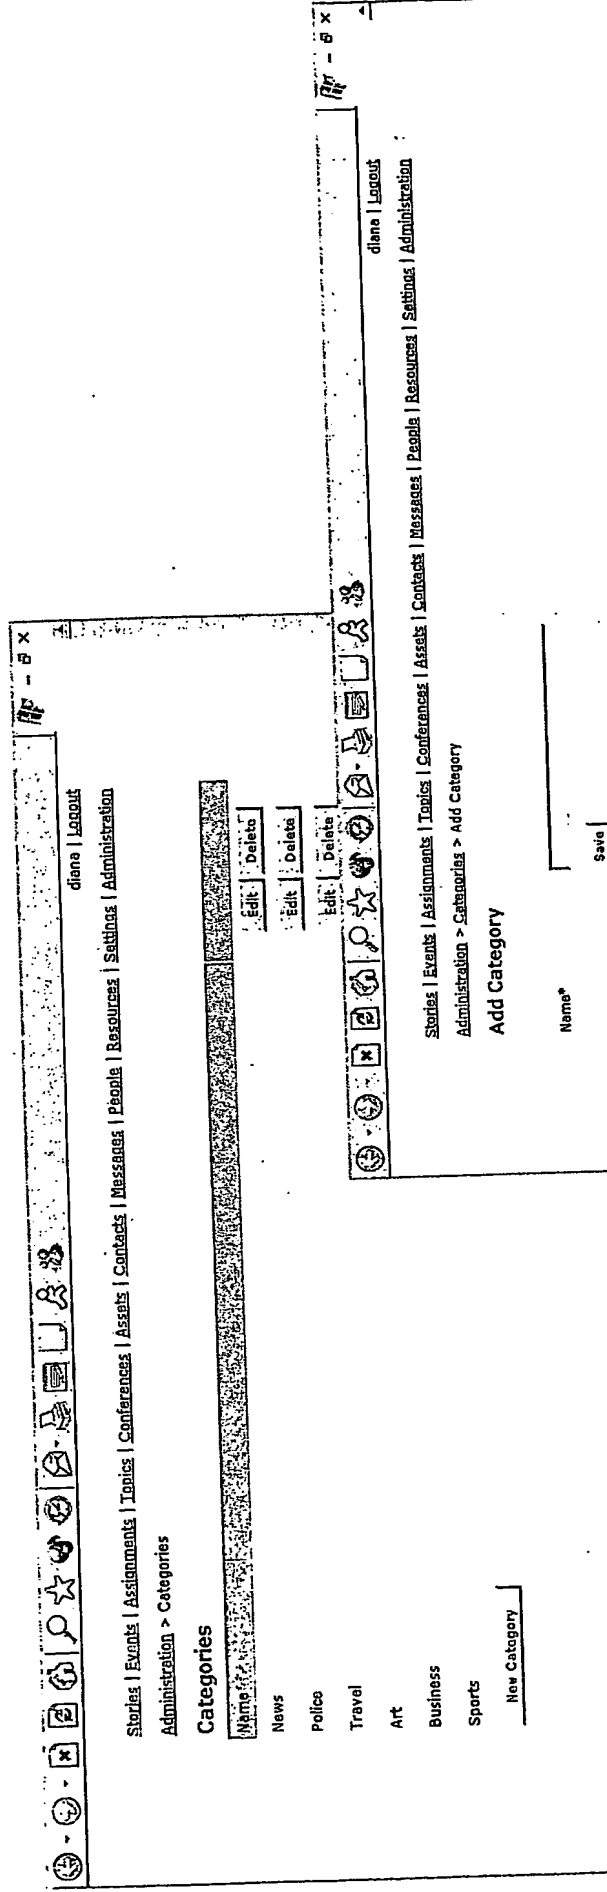 diana | Logout
Stories | Events | Assignments | Topics | Conferences | Assets | Contacts | Messages | People | Resources | Settings | Administration
Administration > Categories
Categories
Name
News Edit Delete
Police Edit Delete
Travel Edit Delete
Art
Business
Sports
New Category
diana | Logout
Stories | Events | Assignments | Topics | Conferences | Assets | Contacts | Messages | People | Resources | Settings | Administration
Administration > Categories > Add Category
Add Category
Name*
Save